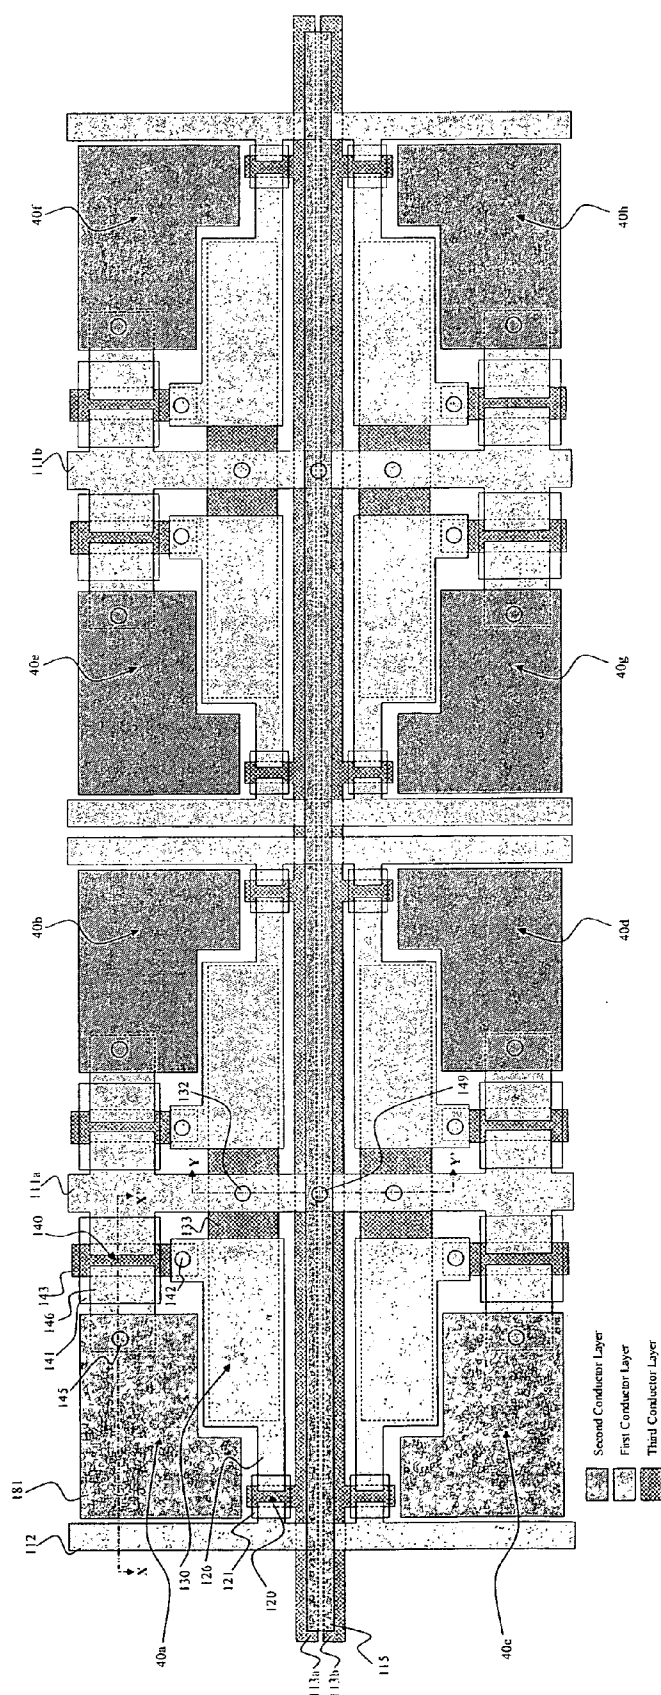 40a
40b
40e
40f
112
181
145
141
146
143
140
111a
111b
X
X'
130
126
121
120
142
133
132
Y
Y'
149
113a
113b
115
40c
40d
40g
40h
Second Conductor Layer
First Conductor Layer
Third Conductor Layer